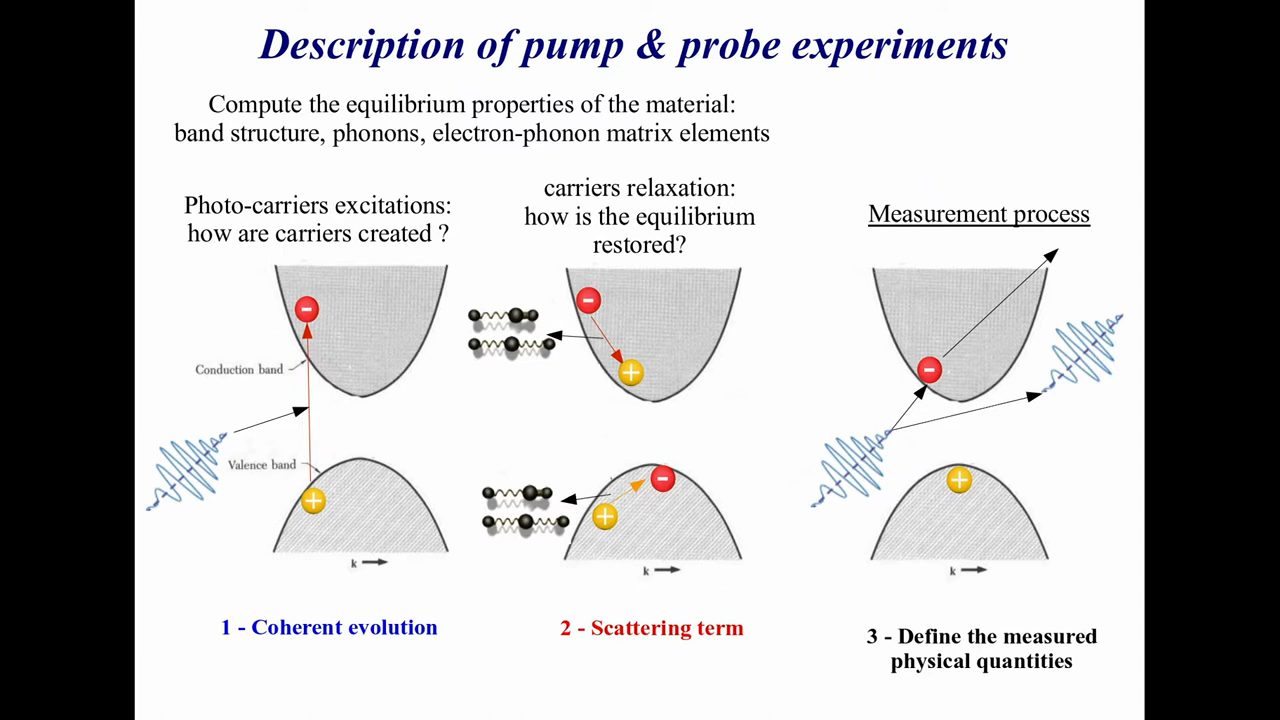 Description of pump & probe experiments
Compute the equilibrium properties of the material:
band structure, phonons, electron-phonon matrix elements
Photo-carriers excitations:
how are carriers created ?
carriers relaxation:
how is the equilibrium
restored?
Measurement process
Conduction band
Valence band
k
k
k
1 - Coherent evolution
2 - Scattering term
3 - Define the measured
physical quantities